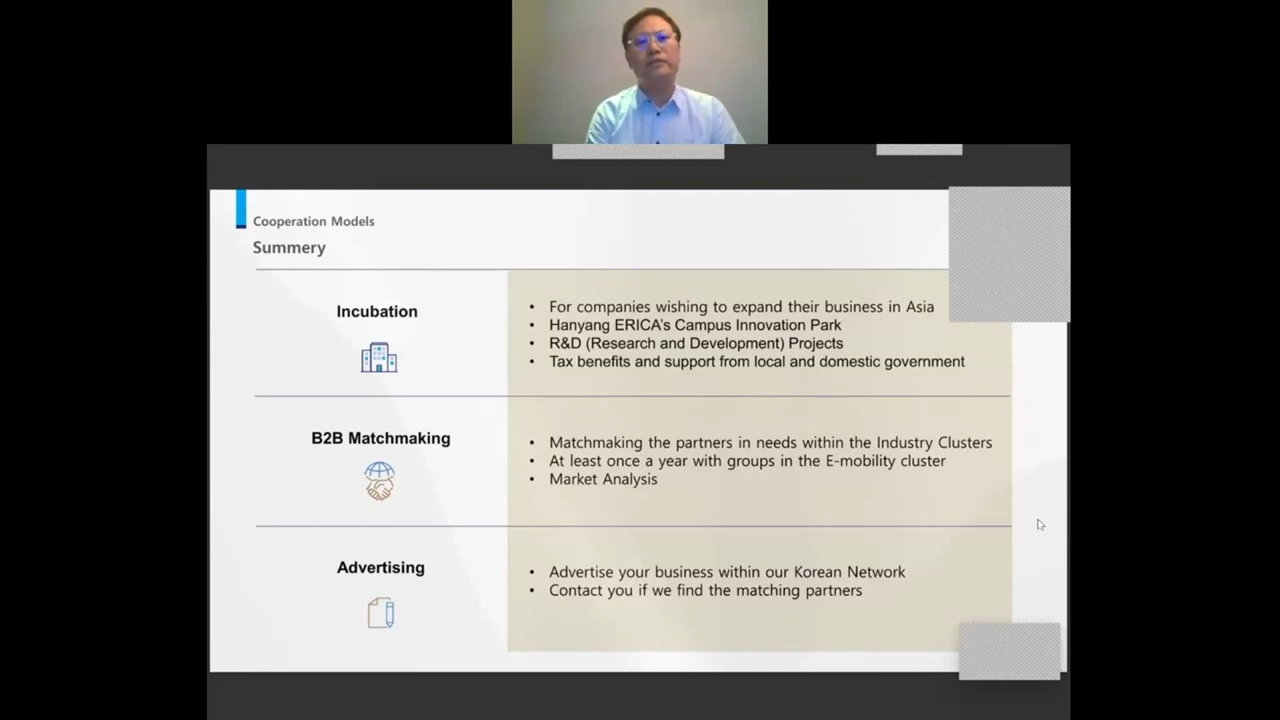 Cooperation Models
Summery
Incubation
• For companies wishing to expand their business in Asia
• Hanyang ERICA's Campus Innovation Park
• R&D (Research and Development) Projects
• Tax benefits and support from local and domestic government
B2B Matchmaking
• Matchmaking the partners in needs within the Industry Clusters
• At least once a year with groups in the E-mobility cluster
• Market Analysis
Advertising
• Advertise your business within our Korean Network
• Contact you if we find the matching partners